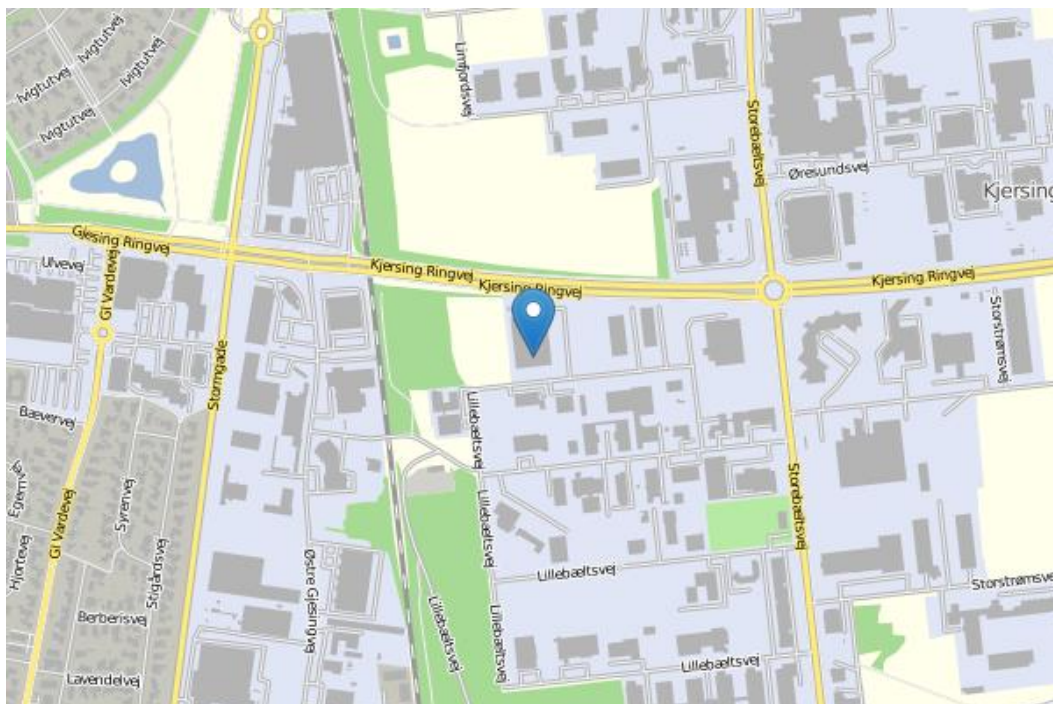 Ivigtutvej
Ivigtutvej
Ivigtutvej
Ivigtutvej
Limfjordsvej
Storebæltsvej
Øresundsvej
Kjersing
Gjesing Ringvej
Ulvevej
Gl Vardevej
Kjersing Ringvej
Kjersing Ringvej
Kjersing Ringvej
Storstrømsvej
Stormgade
Bævervej
Lillebæltsvej
Egernvej
Syrenvej
Gl Vardevej
Hjortevej
Stigårdsvej
Lillebæltsvej
Storebæltsvej
Østre Gjesingvej
Lillebæltsvej
Storstrømsve
Berberisvej
Lillebæltsvej
Lillebæltsvej
Lillebæltsvej
Lavendelvej